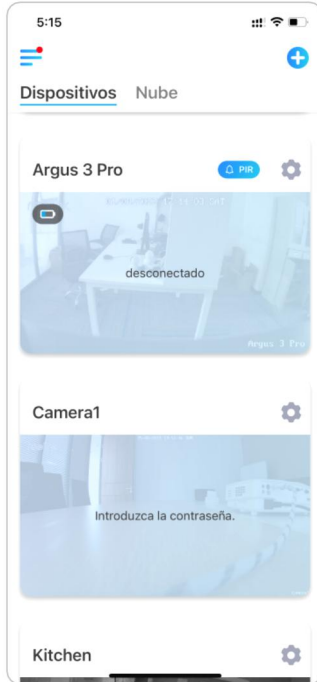 5:15
Dispositivos Nube
Argus 3 Pro PIR
desconectado
Argus 3 Pro
Camera1
Introduzca la contraseña.
Kitchen